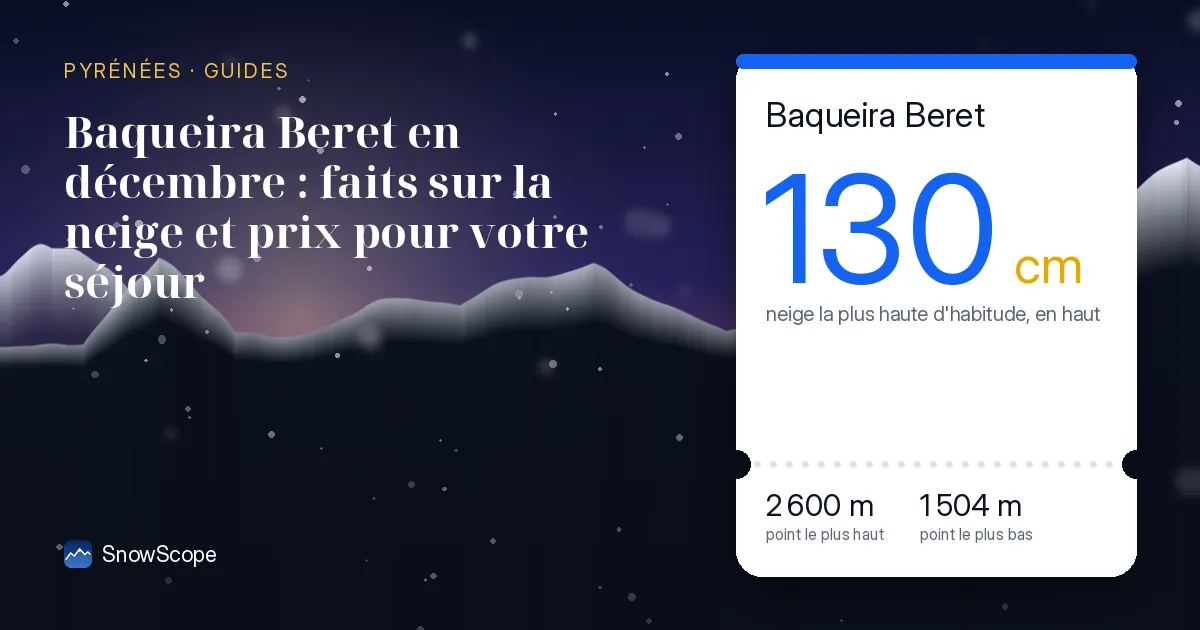 PYRÉNÉES · GUIDES
Baqueira Beret en
décembre : faits sur la
neige et prix pour votre
séjour
SnowScope
Baqueira Beret
130 cm
neige la plus haute d'habitude, en haut
2 600 m
point le plus haut
1 504 m
point le plus bas